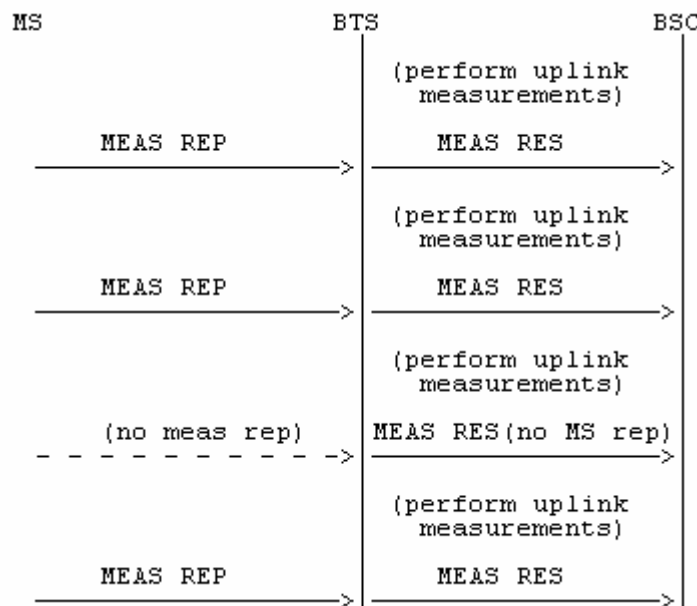 MS BTS BSC
(perform uplink
measurements)
MEAS REP MEAS RES
(perform uplink
measurements)
MEAS REP MEAS RES
(perform uplink
measurements)
(no meas rep) MEAS RES(no MS rep)
(perform uplink
measurements)
MEAS REP MEAS RES